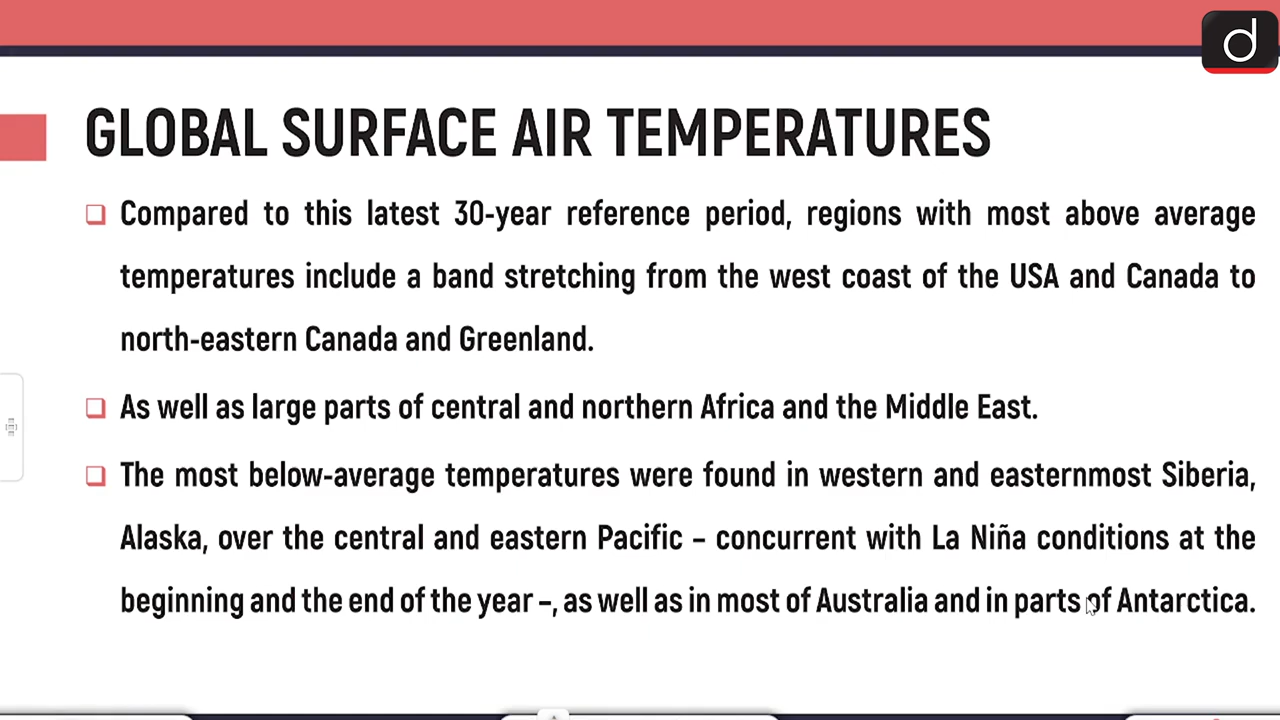 d
GLOBAL SURFACE AIR TEMPERATURES
Compared to this latest 30-year reference period, regions with most above average
temperatures include a band stretching from the west coast of the USA and Canada to
north-eastern Canada and Greenland.
As well as large parts of central and northern Africa and the Middle East.
The most below-average temperatures were found in western and easternmost Siberia,
Alaska, over the central and eastern Pacific – concurrent with La Niña conditions at the
beginning and the end of the year –, as well as in most of Australia and in parts of Antarctica.